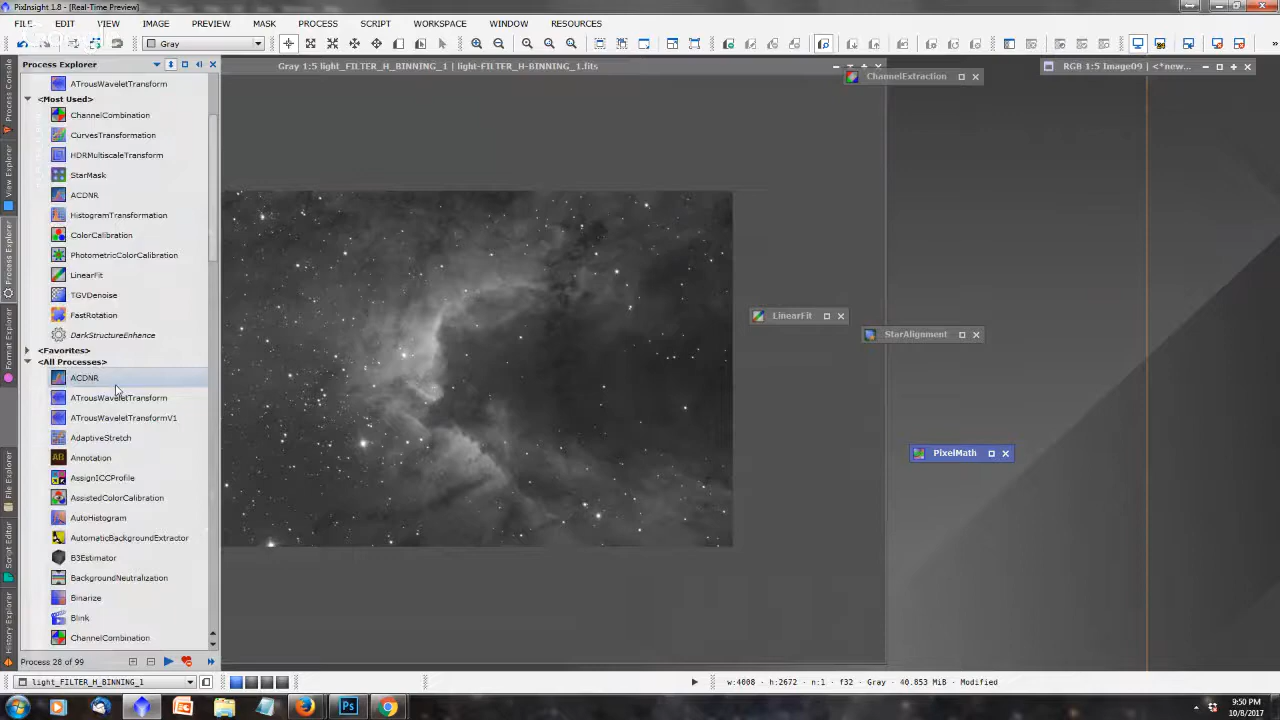 PixInsight 1.8 - [Real-Time Preview]
FILE EDIT VIEW IMAGE PREVIEW MASK PROCESS SCRIPT WORKSPACE WINDOW RESOURCES
Gray
Process Explorer
ATrousWaveletTransform
<Most Used>
ChannelCombination
CurvesTransformation
HDRMultiscaleTransform
StarMask
ACDNR
HistogramTransformation
ColorCalibration
PhotometricColorCalibration
LinearFit
TGVDenoise
FastRotation
DarkStructureEnhance
<Favorites>
<All Processes>
ACDNR
ATrousWaveletTransform
ATrousWaveletTransformV1
AdaptiveStretch
Annotation
AssignICCProfile
AssistedColorCalibration
AutoHistogram
AutomaticBackgroundExtractor
B3Estimator
BackgroundNeutralization
Binarize
Blink
ChannelCombination
Process 28 of 99
Process Console
View Explorer
Process Explorer
Format Explorer
File Explorer
Script Editor
History Explorer
Gray 1:5 light_FILTER_H_BINNING_1 | light-FILTER_H-BINNING_1.fits
ChannelExtraction
RGB 1:5 Image09 | <*new...
LinearFit
StarAlignment
PixelMath
light_FILTER_H_BINNING_1
w:4008 · h:2672 · n:1 · f32 · Gray · 40.853 MiB · Modified
Ps
9:50 PM
10/8/2017